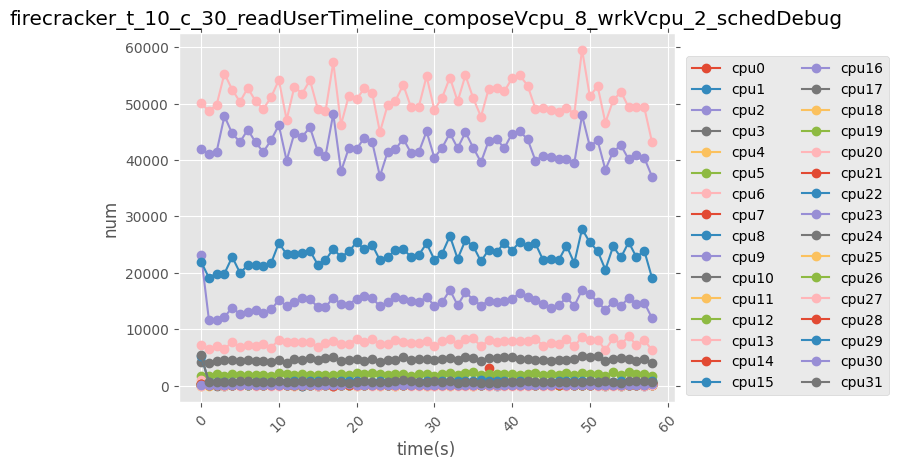 firecracker_t_10_c_30_readUserTimeline_composeVcpu_8_wrkVcpu_2_schedDebug
60000
50000
40000
30000
20000
10000
0
num
0
10
20
30
40
50
60
time(s)
cpu0
cpu1
cpu2
cpu3
cpu4
cpu5
cpu6
cpu7
cpu8
cpu9
cpu10
cpu11
cpu12
cpu13
cpu14
cpu15
cpu16
cpu17
cpu18
cpu19
cpu20
cpu21
cpu22
cpu23
cpu24
cpu25
cpu26
cpu27
cpu28
cpu29
cpu30
cpu31